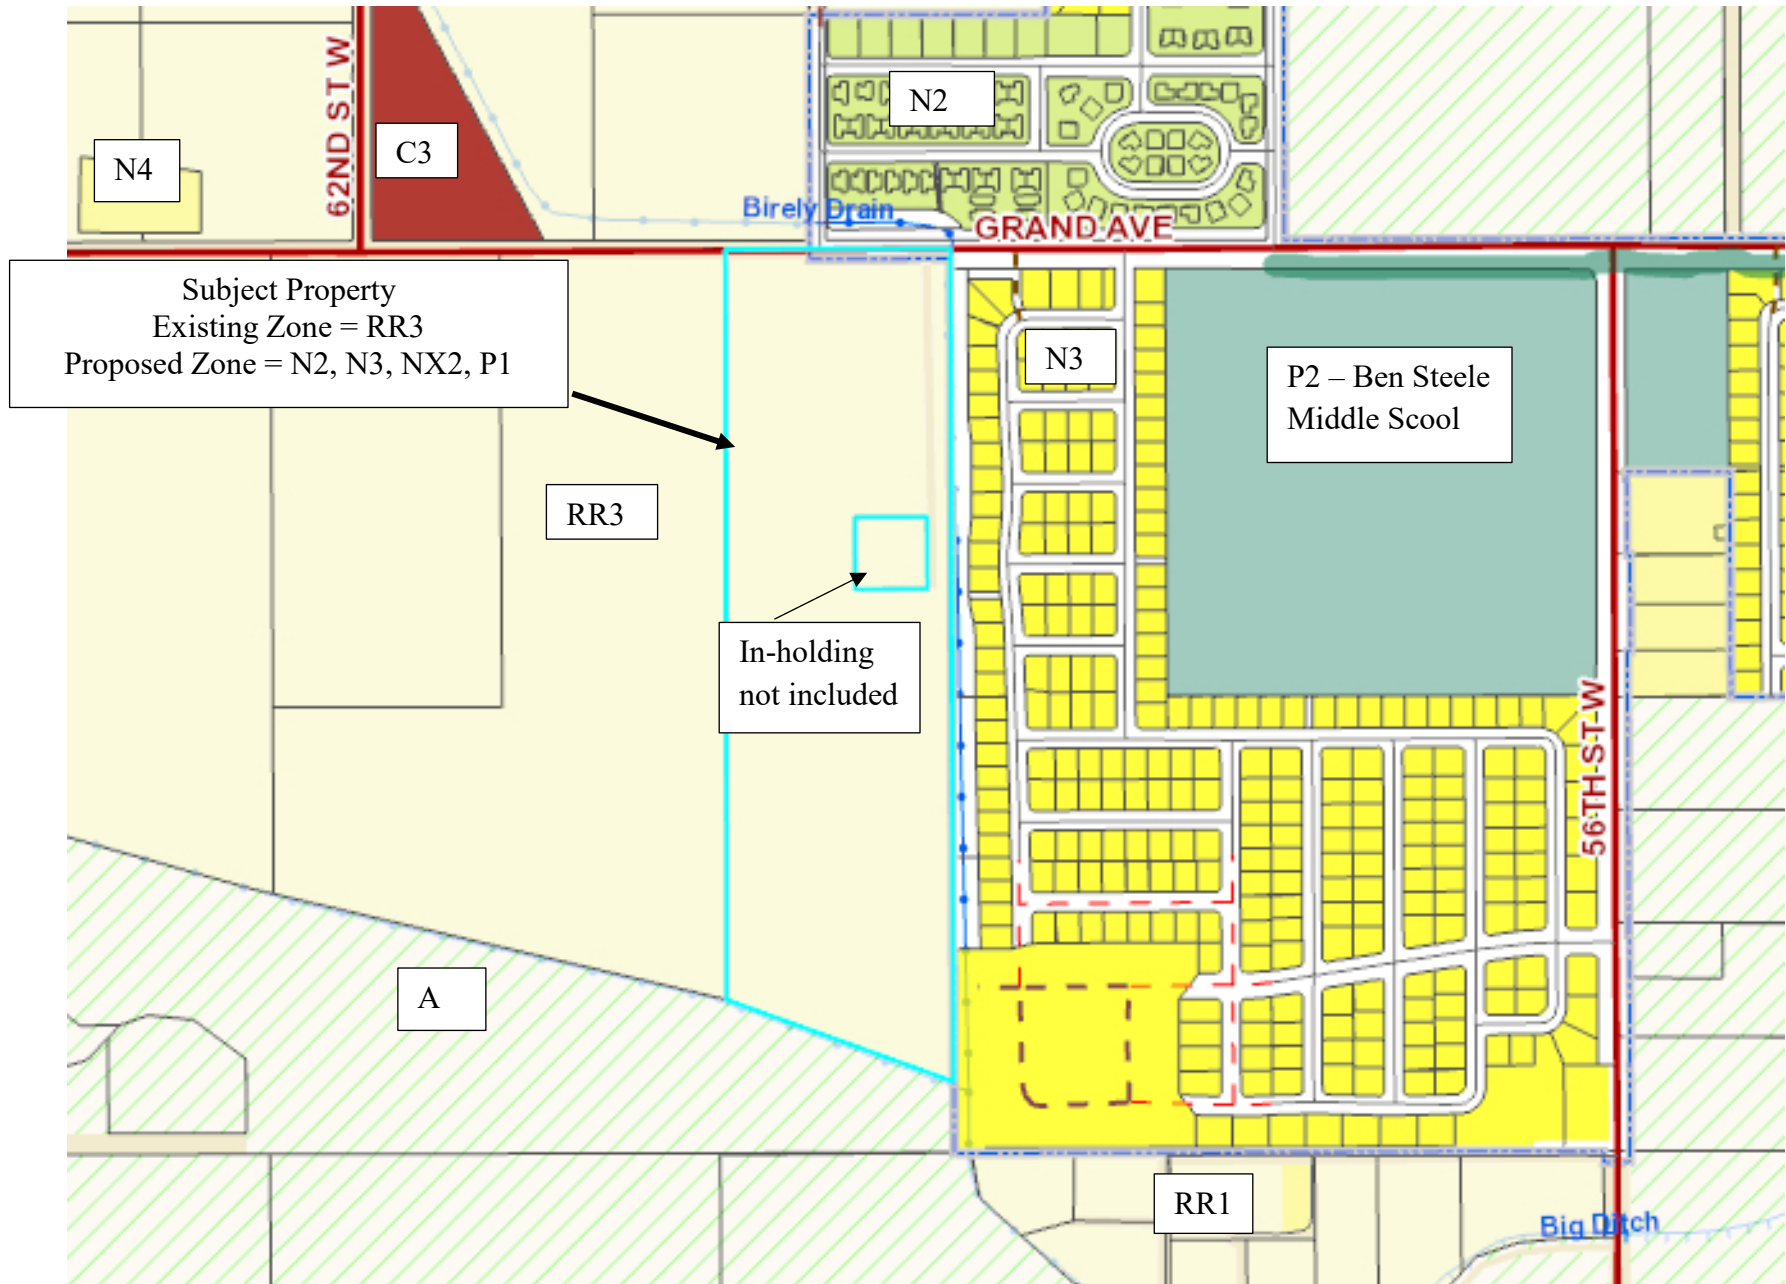 62ND ST W
N2
C3
N4
Birely Drain
GRAND AVE
Subject Property
Existing Zone = RR3
Proposed Zone = N2, N3, NX2, P1
N3
P2 – Ben Steele
Middle Scool
RR3
In-holding
not included
56TH ST W
A
RR1
Big Ditch